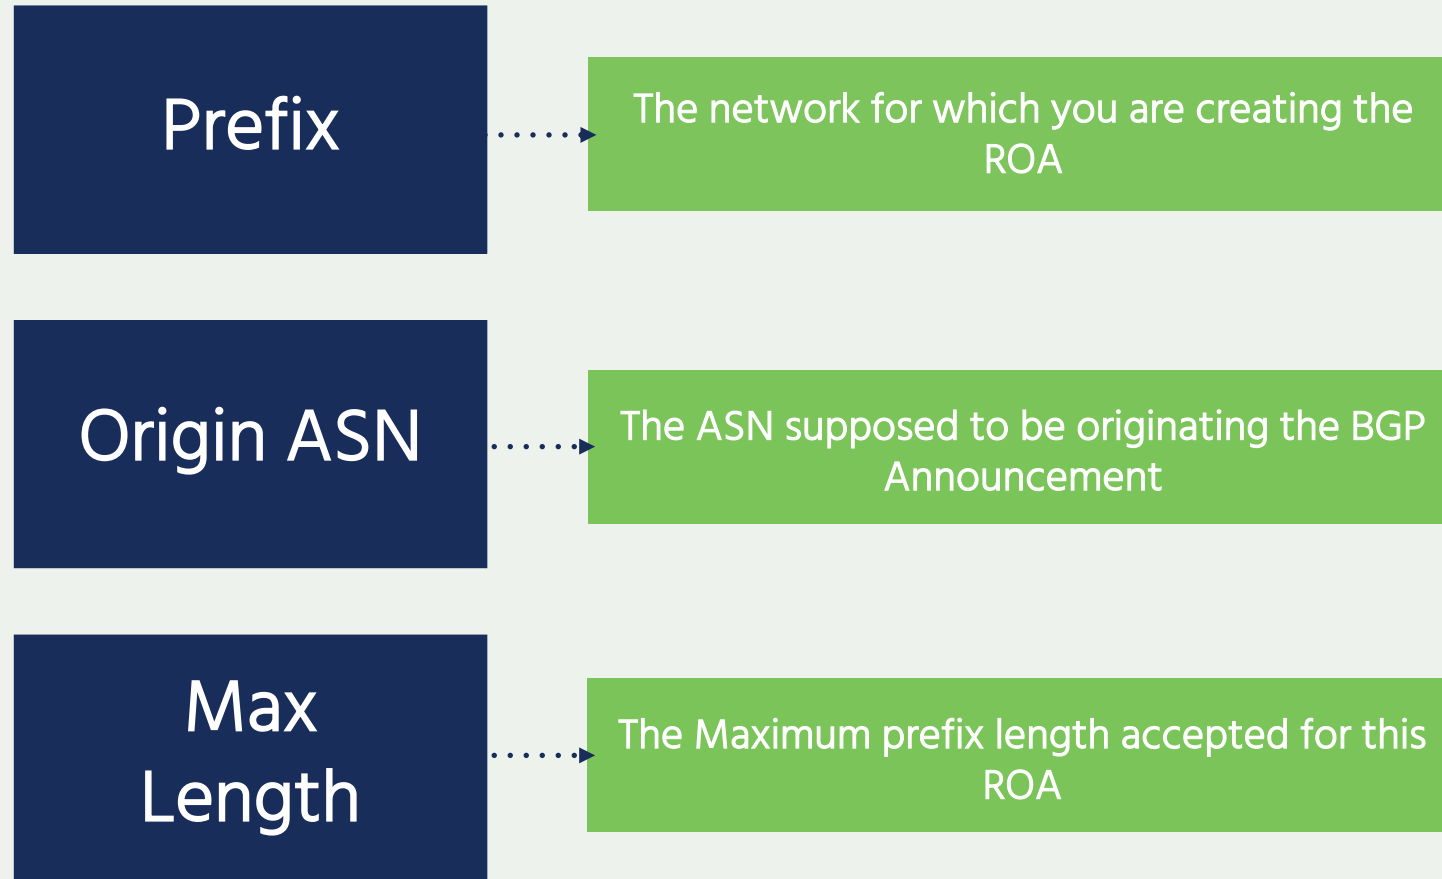 Prefix
The network for which you are creating the
ROA
Origin ASN
The ASN supposed to be originating the BGP
Announcement
Max
Length
The Maximum prefix length accepted for this
ROA